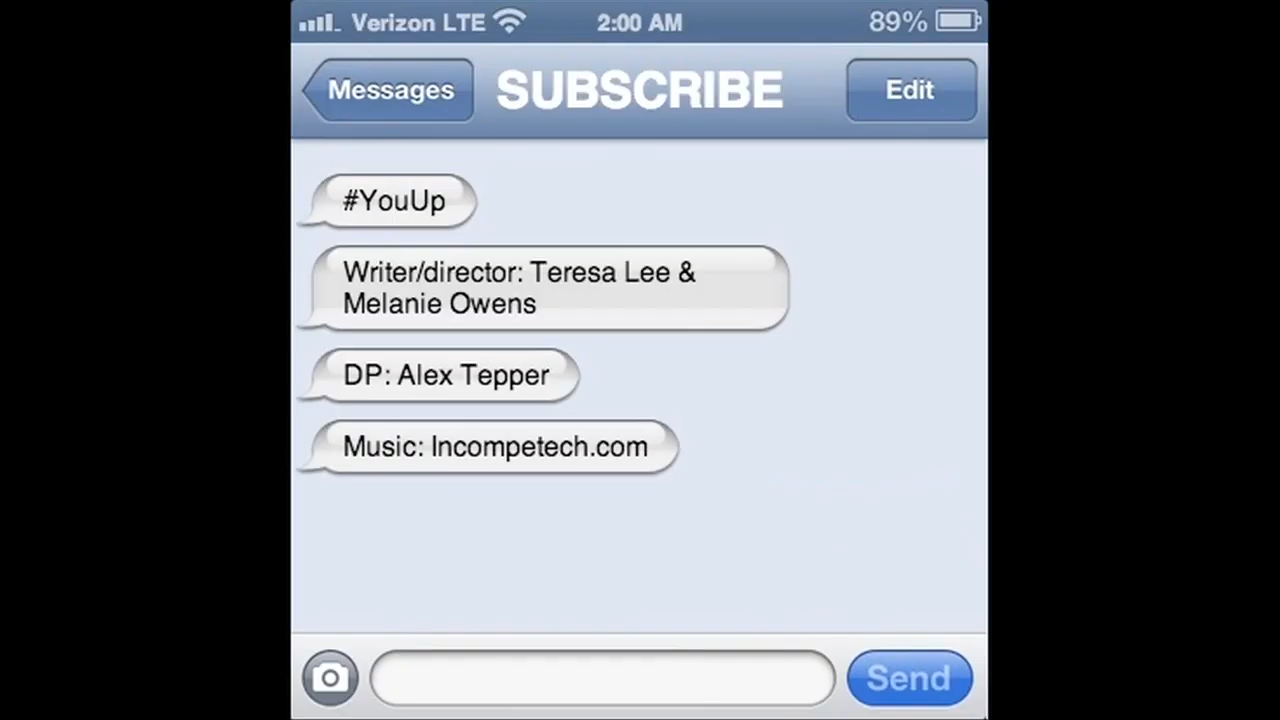 Verizon LTE 2:00 AM 89%
Messages SUBSCRIBE Edit
#YouUp
Writer/director: Teresa Lee &
Melanie Owens
DP: Alex Tepper
Music: Incompetech.com
Send